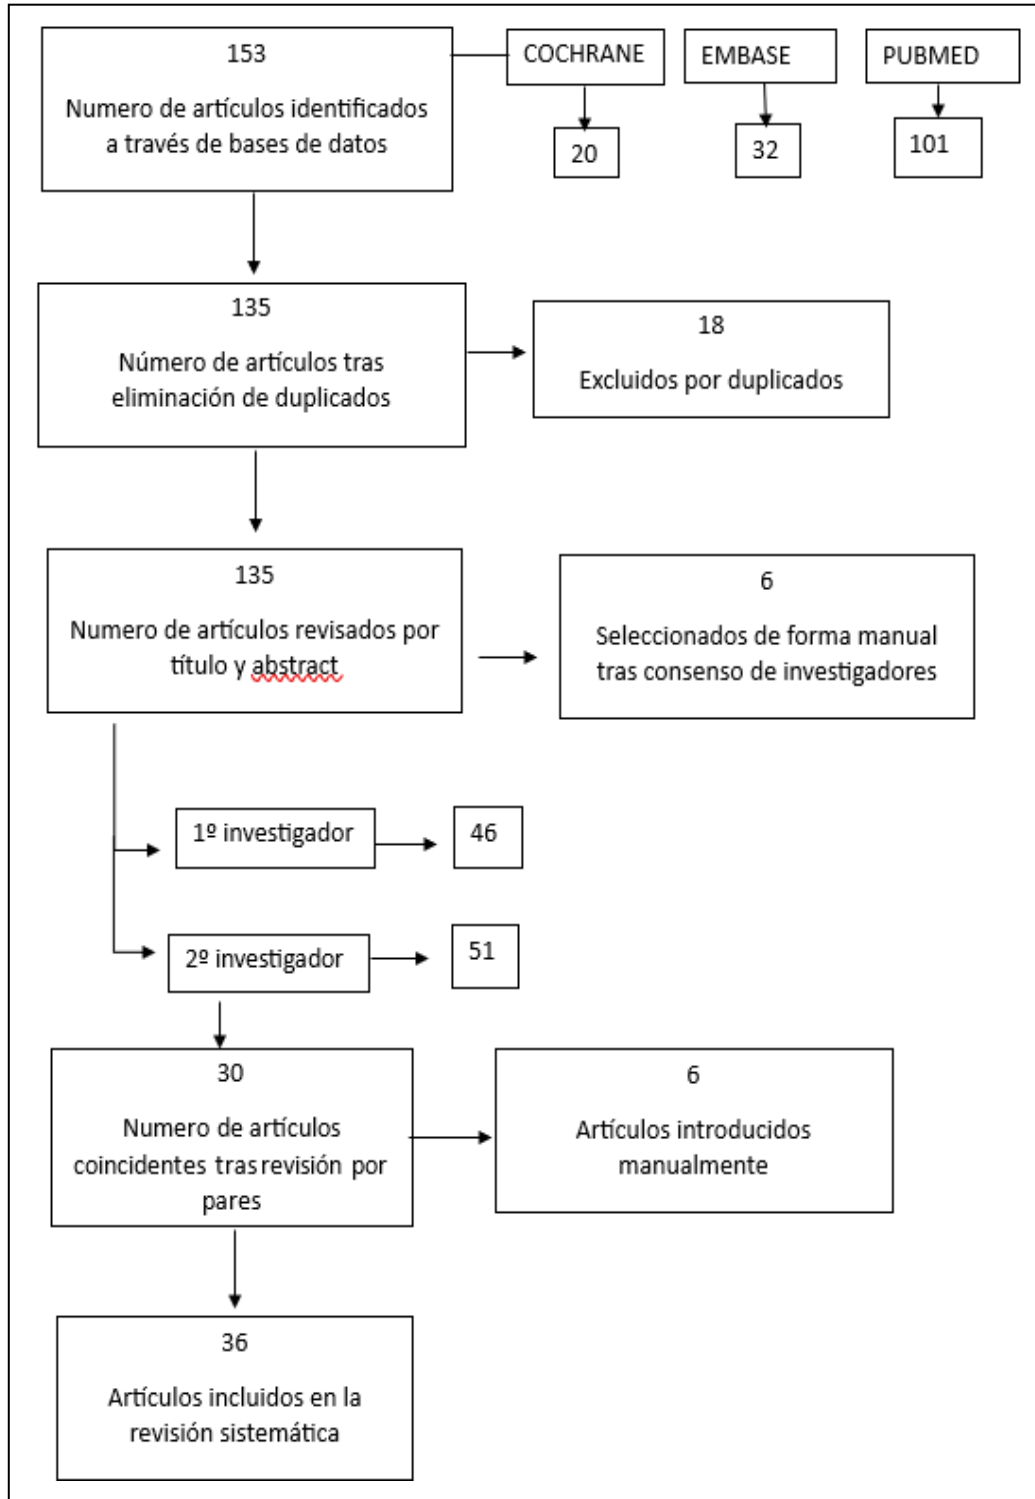 153
Numero de artículos identificados
a través de bases de datos
COCHRANE
EMBASE
PUBMED
20
32
101
135
Número de artículos tras
eliminación de duplicados
18
Excluidos por duplicados
135
Numero de artículos revisados por
título y abstract
6
Seleccionados de forma manual
tras consenso de investigadores
1º investigador
46
2º investigador
51
30
Numero de artículos
coincidentes tras revisión por
pares
6
Artículos introducidos
manualmente
36
Artículos incluidos en la
revisión sistemática